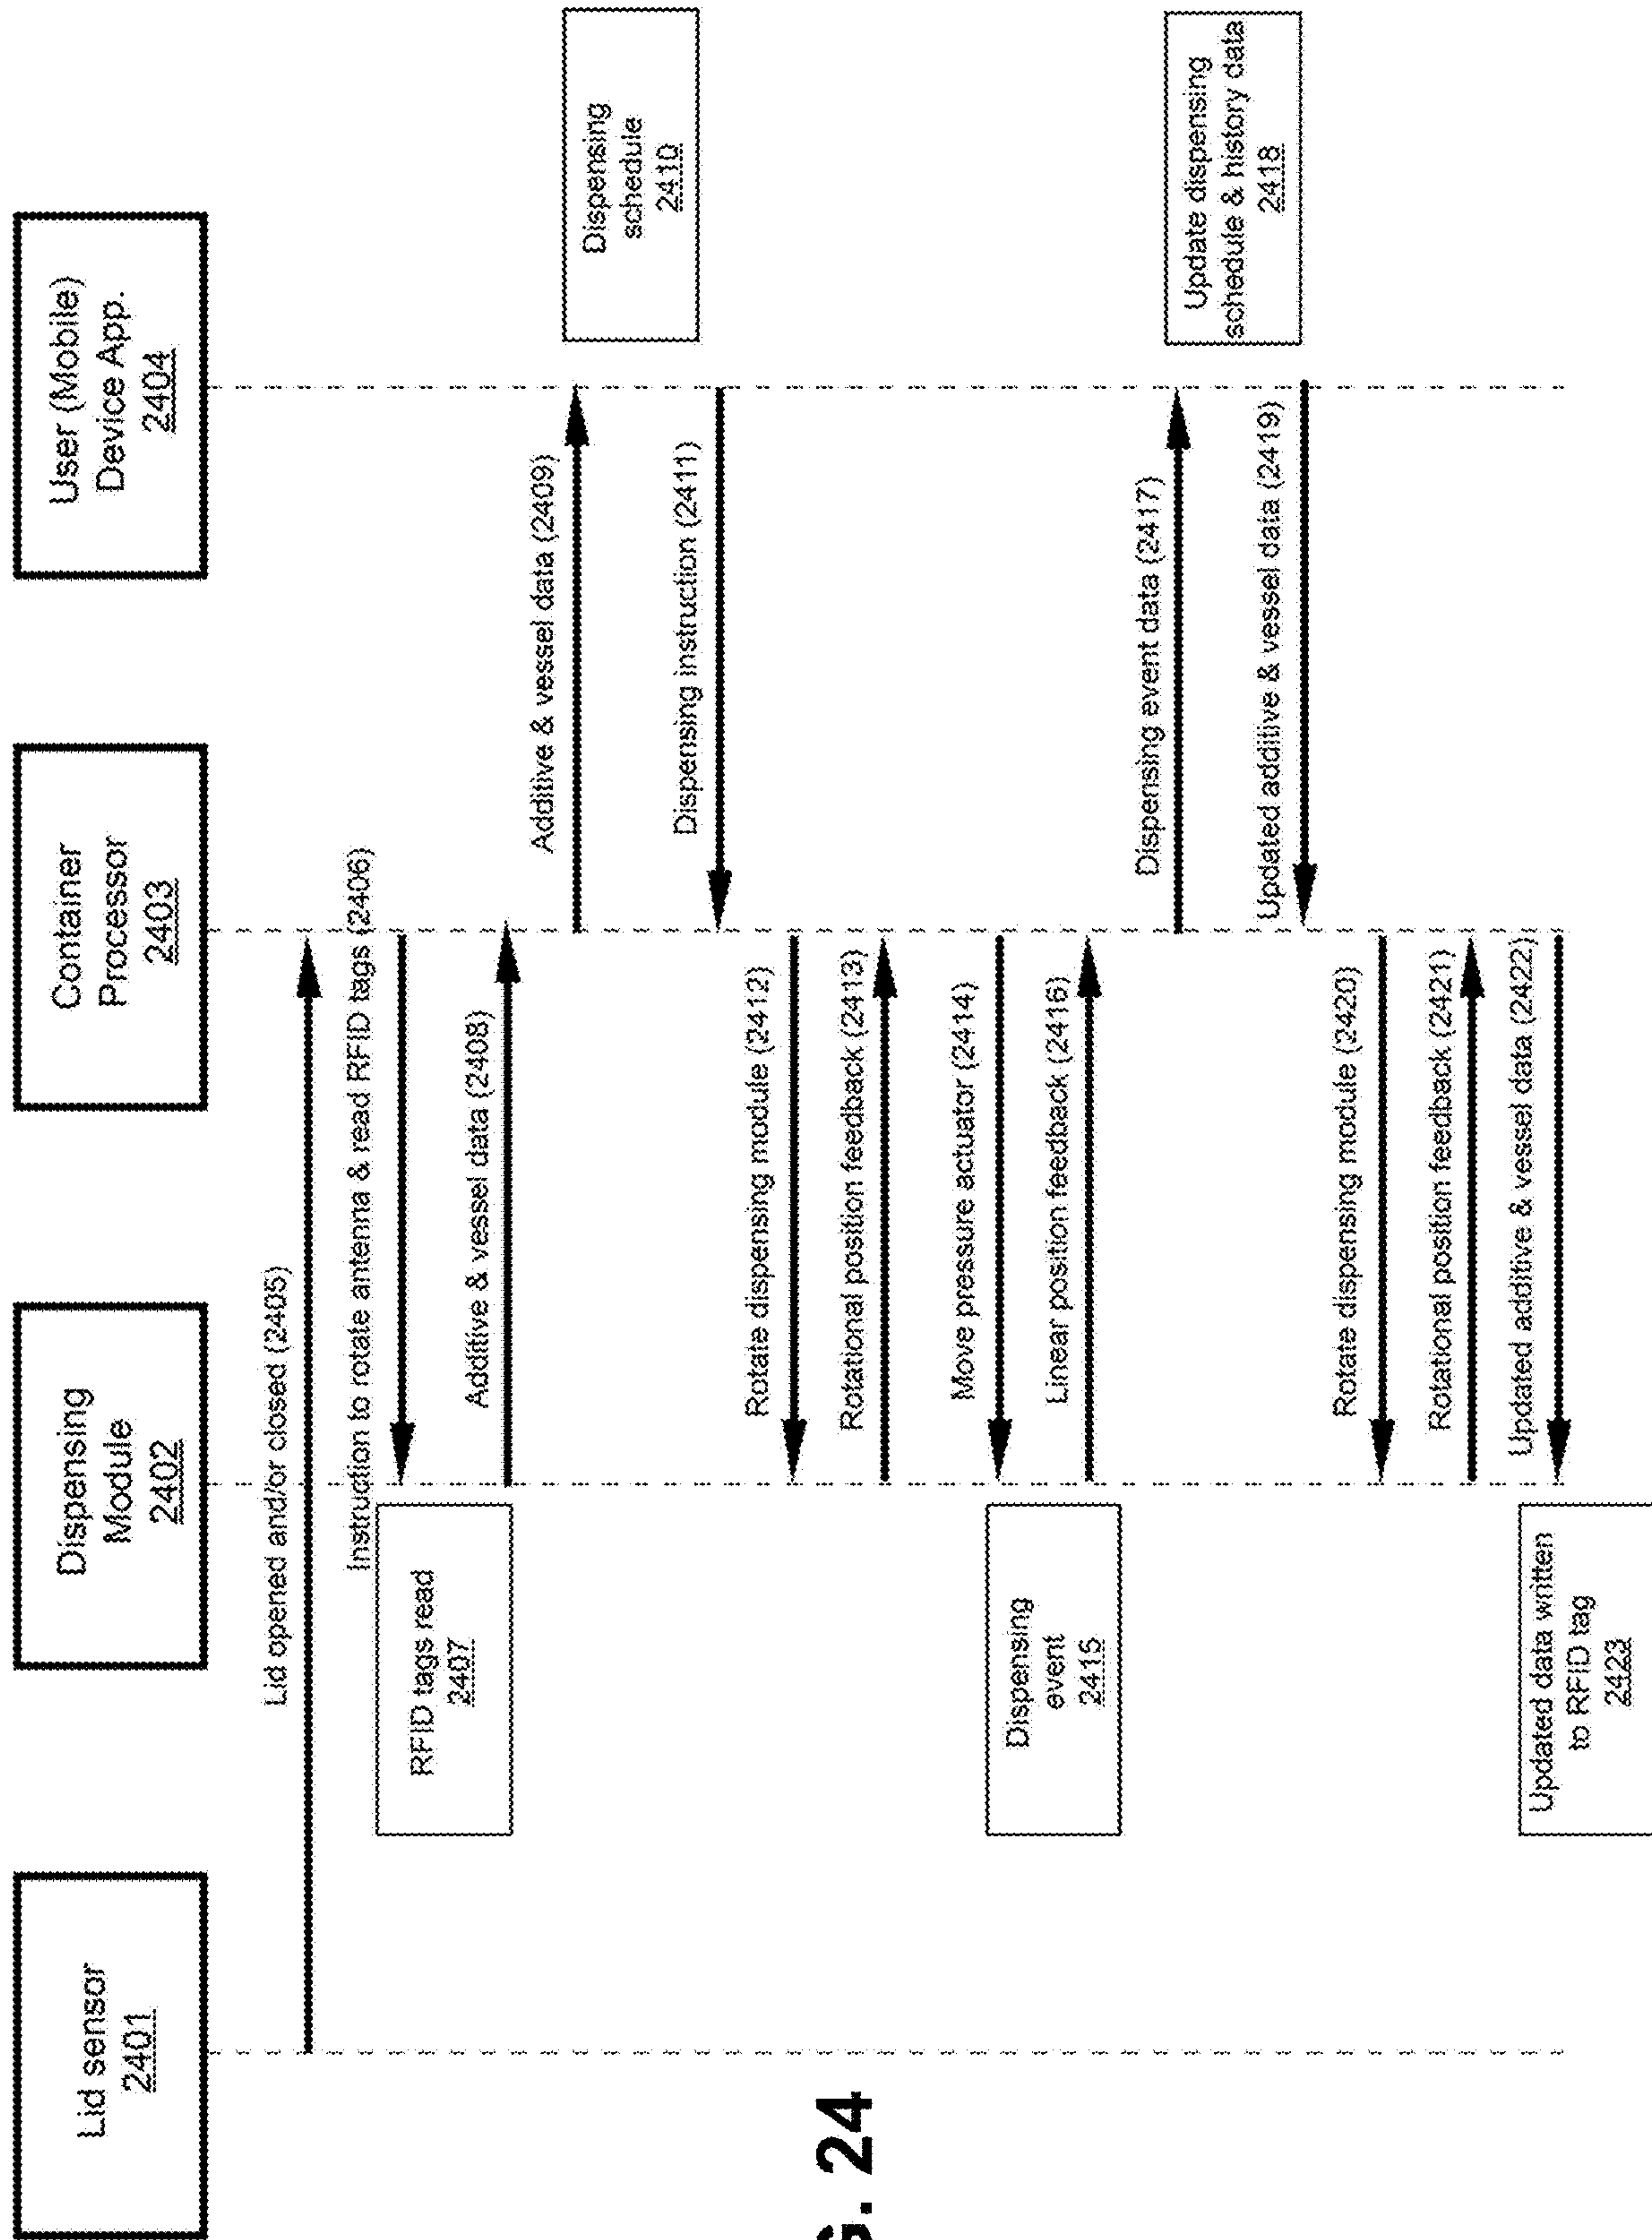 Lid sensor
2401
Dispensing
Module
2402
Container
Processor
2403
User (Mobile)
Device App.
2404
Lid opened and/or closed (2405)
Instruction to rotate antenna & read RFID tags (2406)
RFID tags read
2407
Additive & vessel data (2408)
Additive & vessel data (2409)
Dispensing
schedule
2410
Dispensing instruction (2411)
Rotate dispensing module (2412)
Rotational position feedback (2413)
Move pressure actuator (2414)
Dispensing
event
2415
Linear position feedback (2416)
Dispensing event data (2417)
Update dispensing
schedule & history data
2418
Updated additive & vessel data (2419)
Rotate dispensing module (2420)
Rotational position feedback (2421)
Updated additive & vessel data (2422)
Updated data written
to RFID tag
2423
G. 24